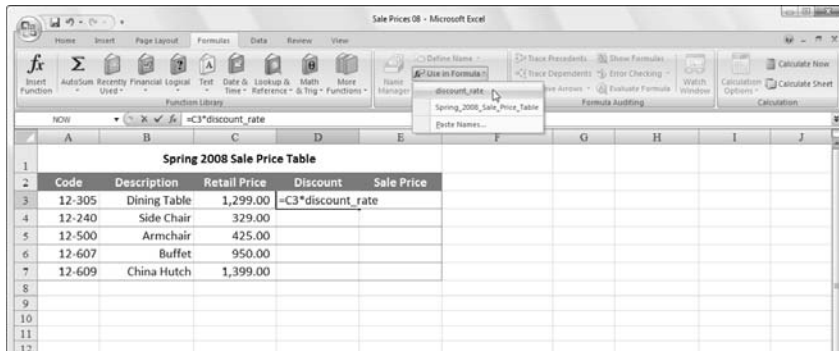 Sale Prices 08 - Microsoft Excel
Home Insert Page Layout Formulas Data Review View
Insert Function
AutoSum
Recently Used
Financial
Logical
Text
Date & Time
Lookup & Reference
Math & Trig
More Functions
Function Library
Name Manager
Define Name
Use in Formula
discount_rate
Spring_2008_Sale_Price_Table
Paste Names...
Trace Precedents
Trace Dependents
Arrows
Show Formulas
Error Checking
Evaluate Formula
Watch Window
Formula Auditing
Calculation Options
Calculate Now
Calculate Sheet
Calculation
NOW fx =C3*discount_rate
A B C D E F G H I J
1 Spring 2008 Sale Price Table
2 Code Description Retail Price Discount Sale Price
3 12-305 Dining Table 1,299.00 =C3*discount_rate
4 12-240 Side Chair 329.00
5 12-500 Armchair 425.00
6 12-607 Buffet 950.00
7 12-609 China Hutch 1,399.00
8
9
10
11
12